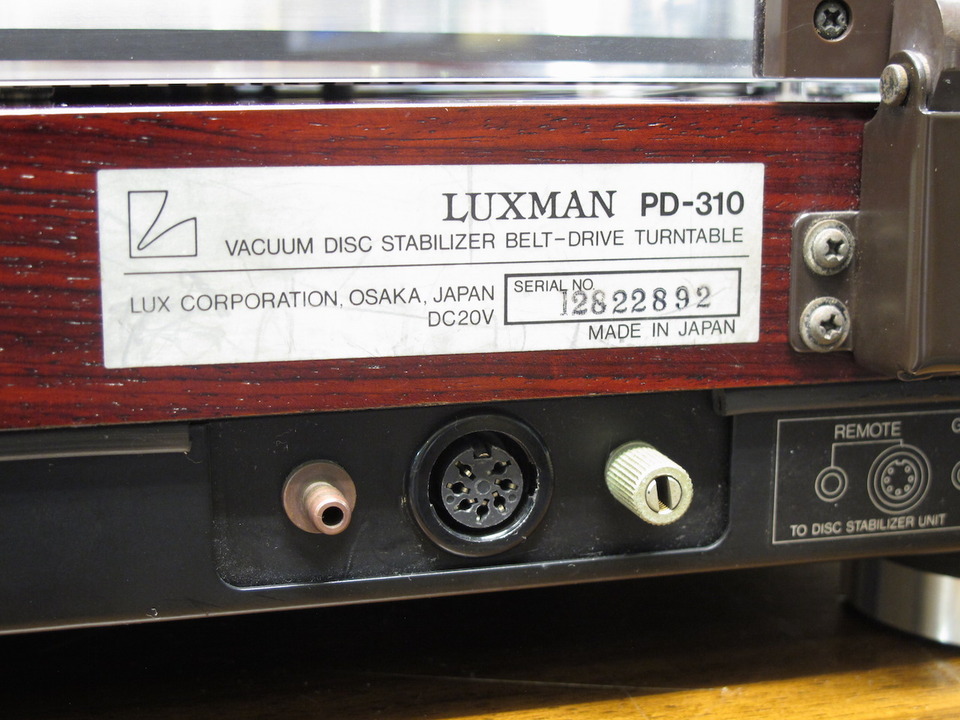 LUXMAN PD-310
VACUUM DISC STABILIZER BELT-DRIVE TURNTABLE
LUX CORPORATION, OSAKA, JAPAN
DC20V
SERIAL NO.
12822892
MADE IN JAPAN
REMOTE
TO DISC STABILIZER UNIT